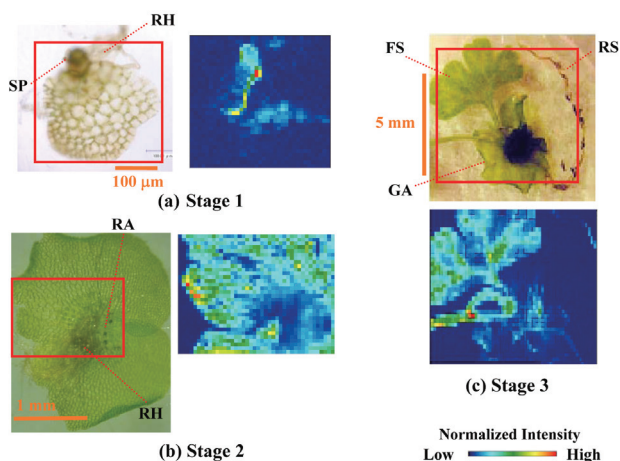 RH
SP
100 µm
(a) Stage 1
RA
RH
1 mm
(b) Stage 2
FS
RS
5 mm
GA
(c) Stage 3
Normalized Intensity
Low High